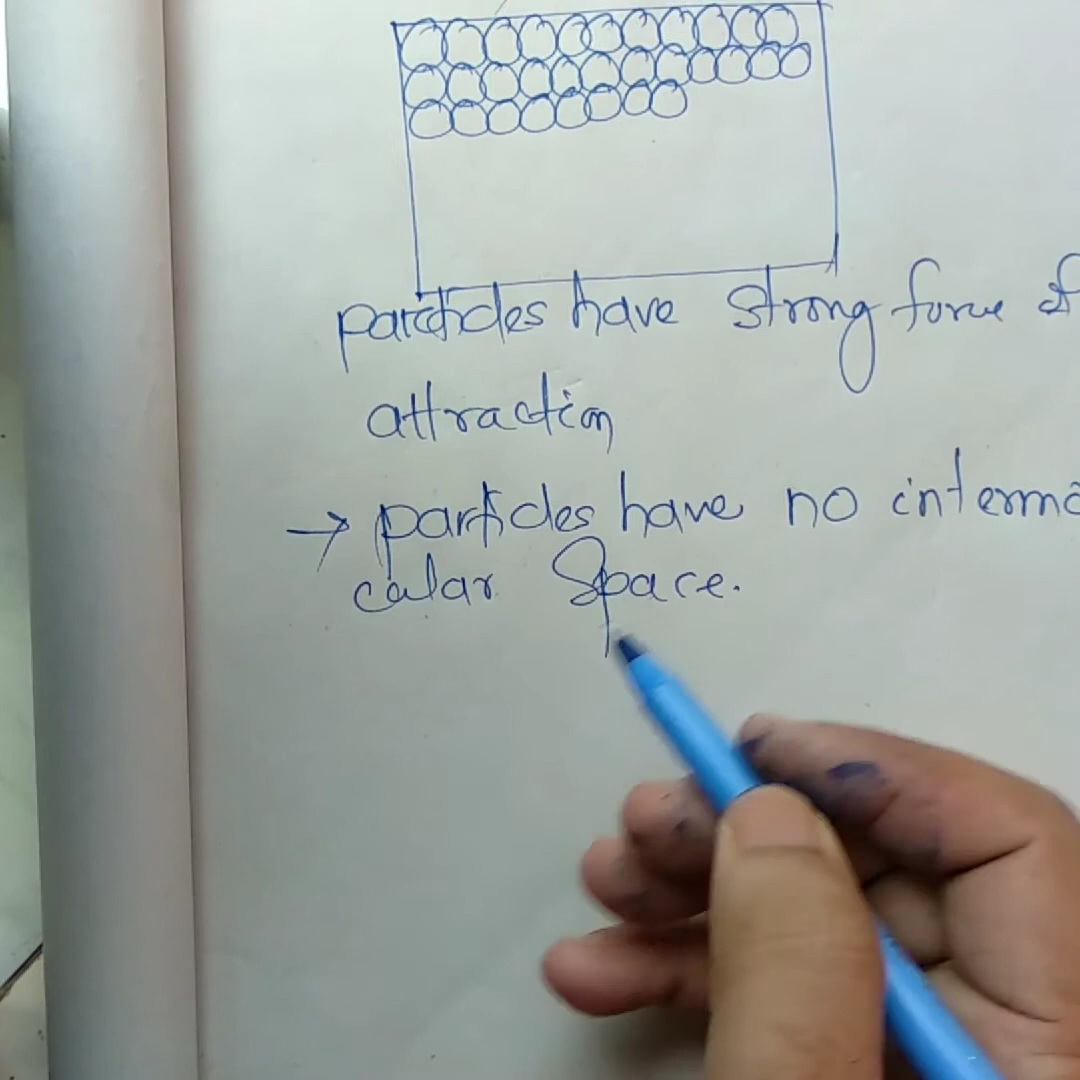 particles have strong force of
attraction
→ particles have no intermo
cular space.